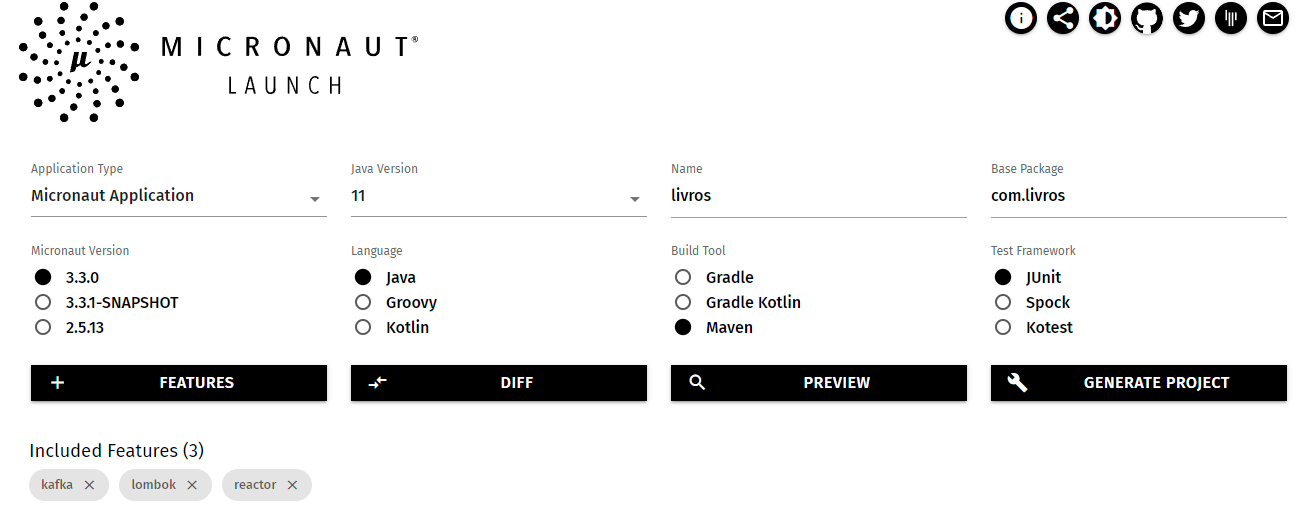 μ
MICRONAUT®
LAUNCH
Application Type
Java Version
Name
Base Package
Micronaut Application
11
livros
com.livros
Micronaut Version
Language
Build Tool
Test Framework
3.3.0
Java
Gradle
JUnit
3.3.1-SNAPSHOT
Groovy
Gradle Kotlin
Spock
2.5.13
Kotlin
Maven
Kotest
FEATURES
DIFF
PREVIEW
GENERATE PROJECT
Included Features (3)
kafka
lombok
reactor